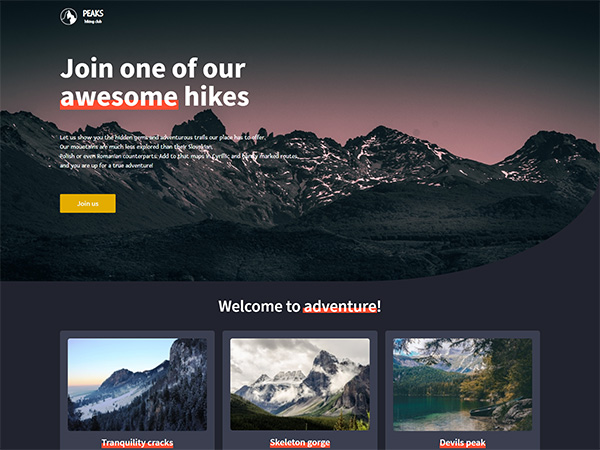 PEAKS
hiking club
Join one of our
awesome hikes
Let us show you the hidden gems and adventurous trails our place has to offer.
Our mountains are much less explored than their Slovakian,
Polish or even Romanian counterparts. Add to that maps in Cyrillic and barely marked routes,
and you are up for a true adventure!
Join us
Welcome to adventure!
Tranquility cracks
Skeleton gorge
Devils peak